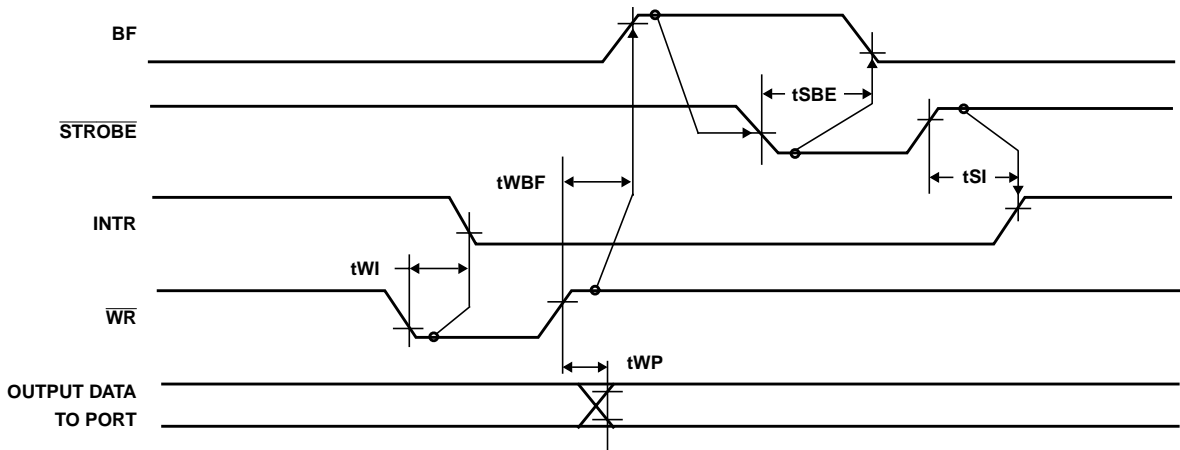 BF
tSBE
STROBE
tWBF
tSI
INTR
tWI
WR
tWP
OUTPUT DATA
TO PORT